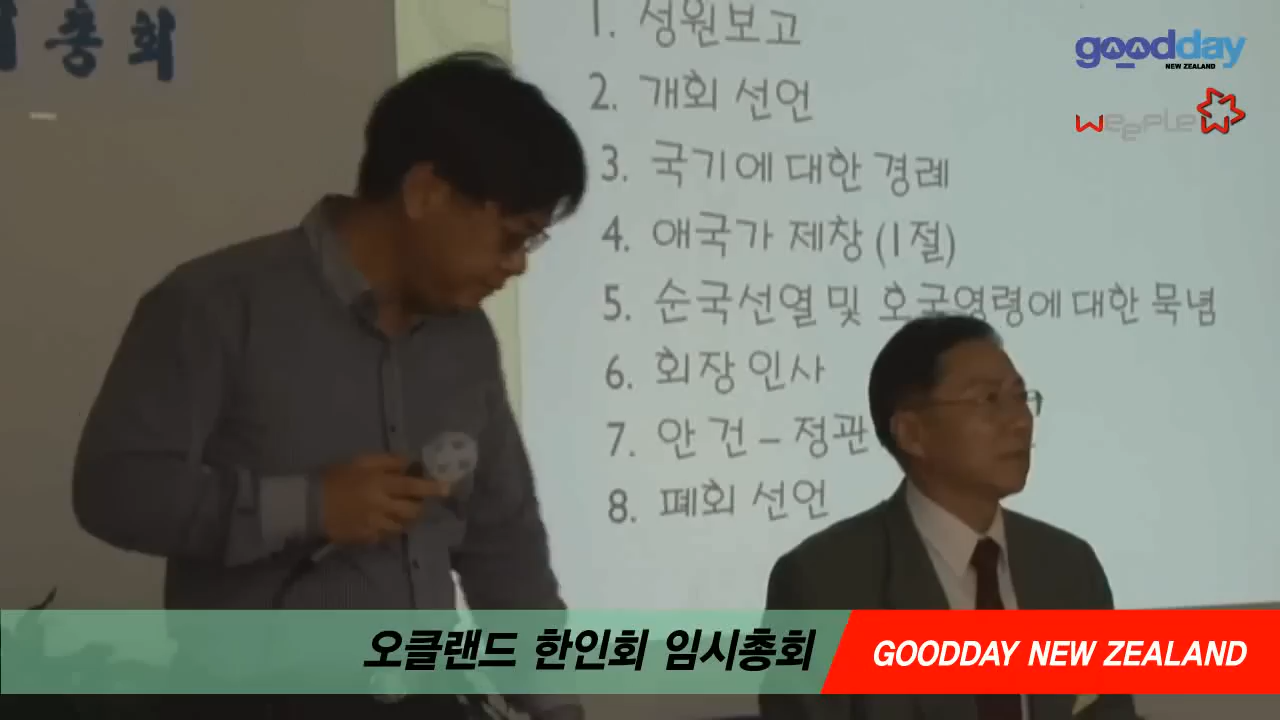 총회
1. 성원보고
2. 개회 선언
3. 국기에 대한 경례
4. 애국가 제창 (1절)
5. 순국선열 및 호국영령에 대한 묵념
6. 회장 인사
7. 안 건 – 정관
8. 폐회 선언
goodday
NEW ZEALAND
weeple
오클랜드 한인회 임시총회
GOODDAY NEW ZEALAND